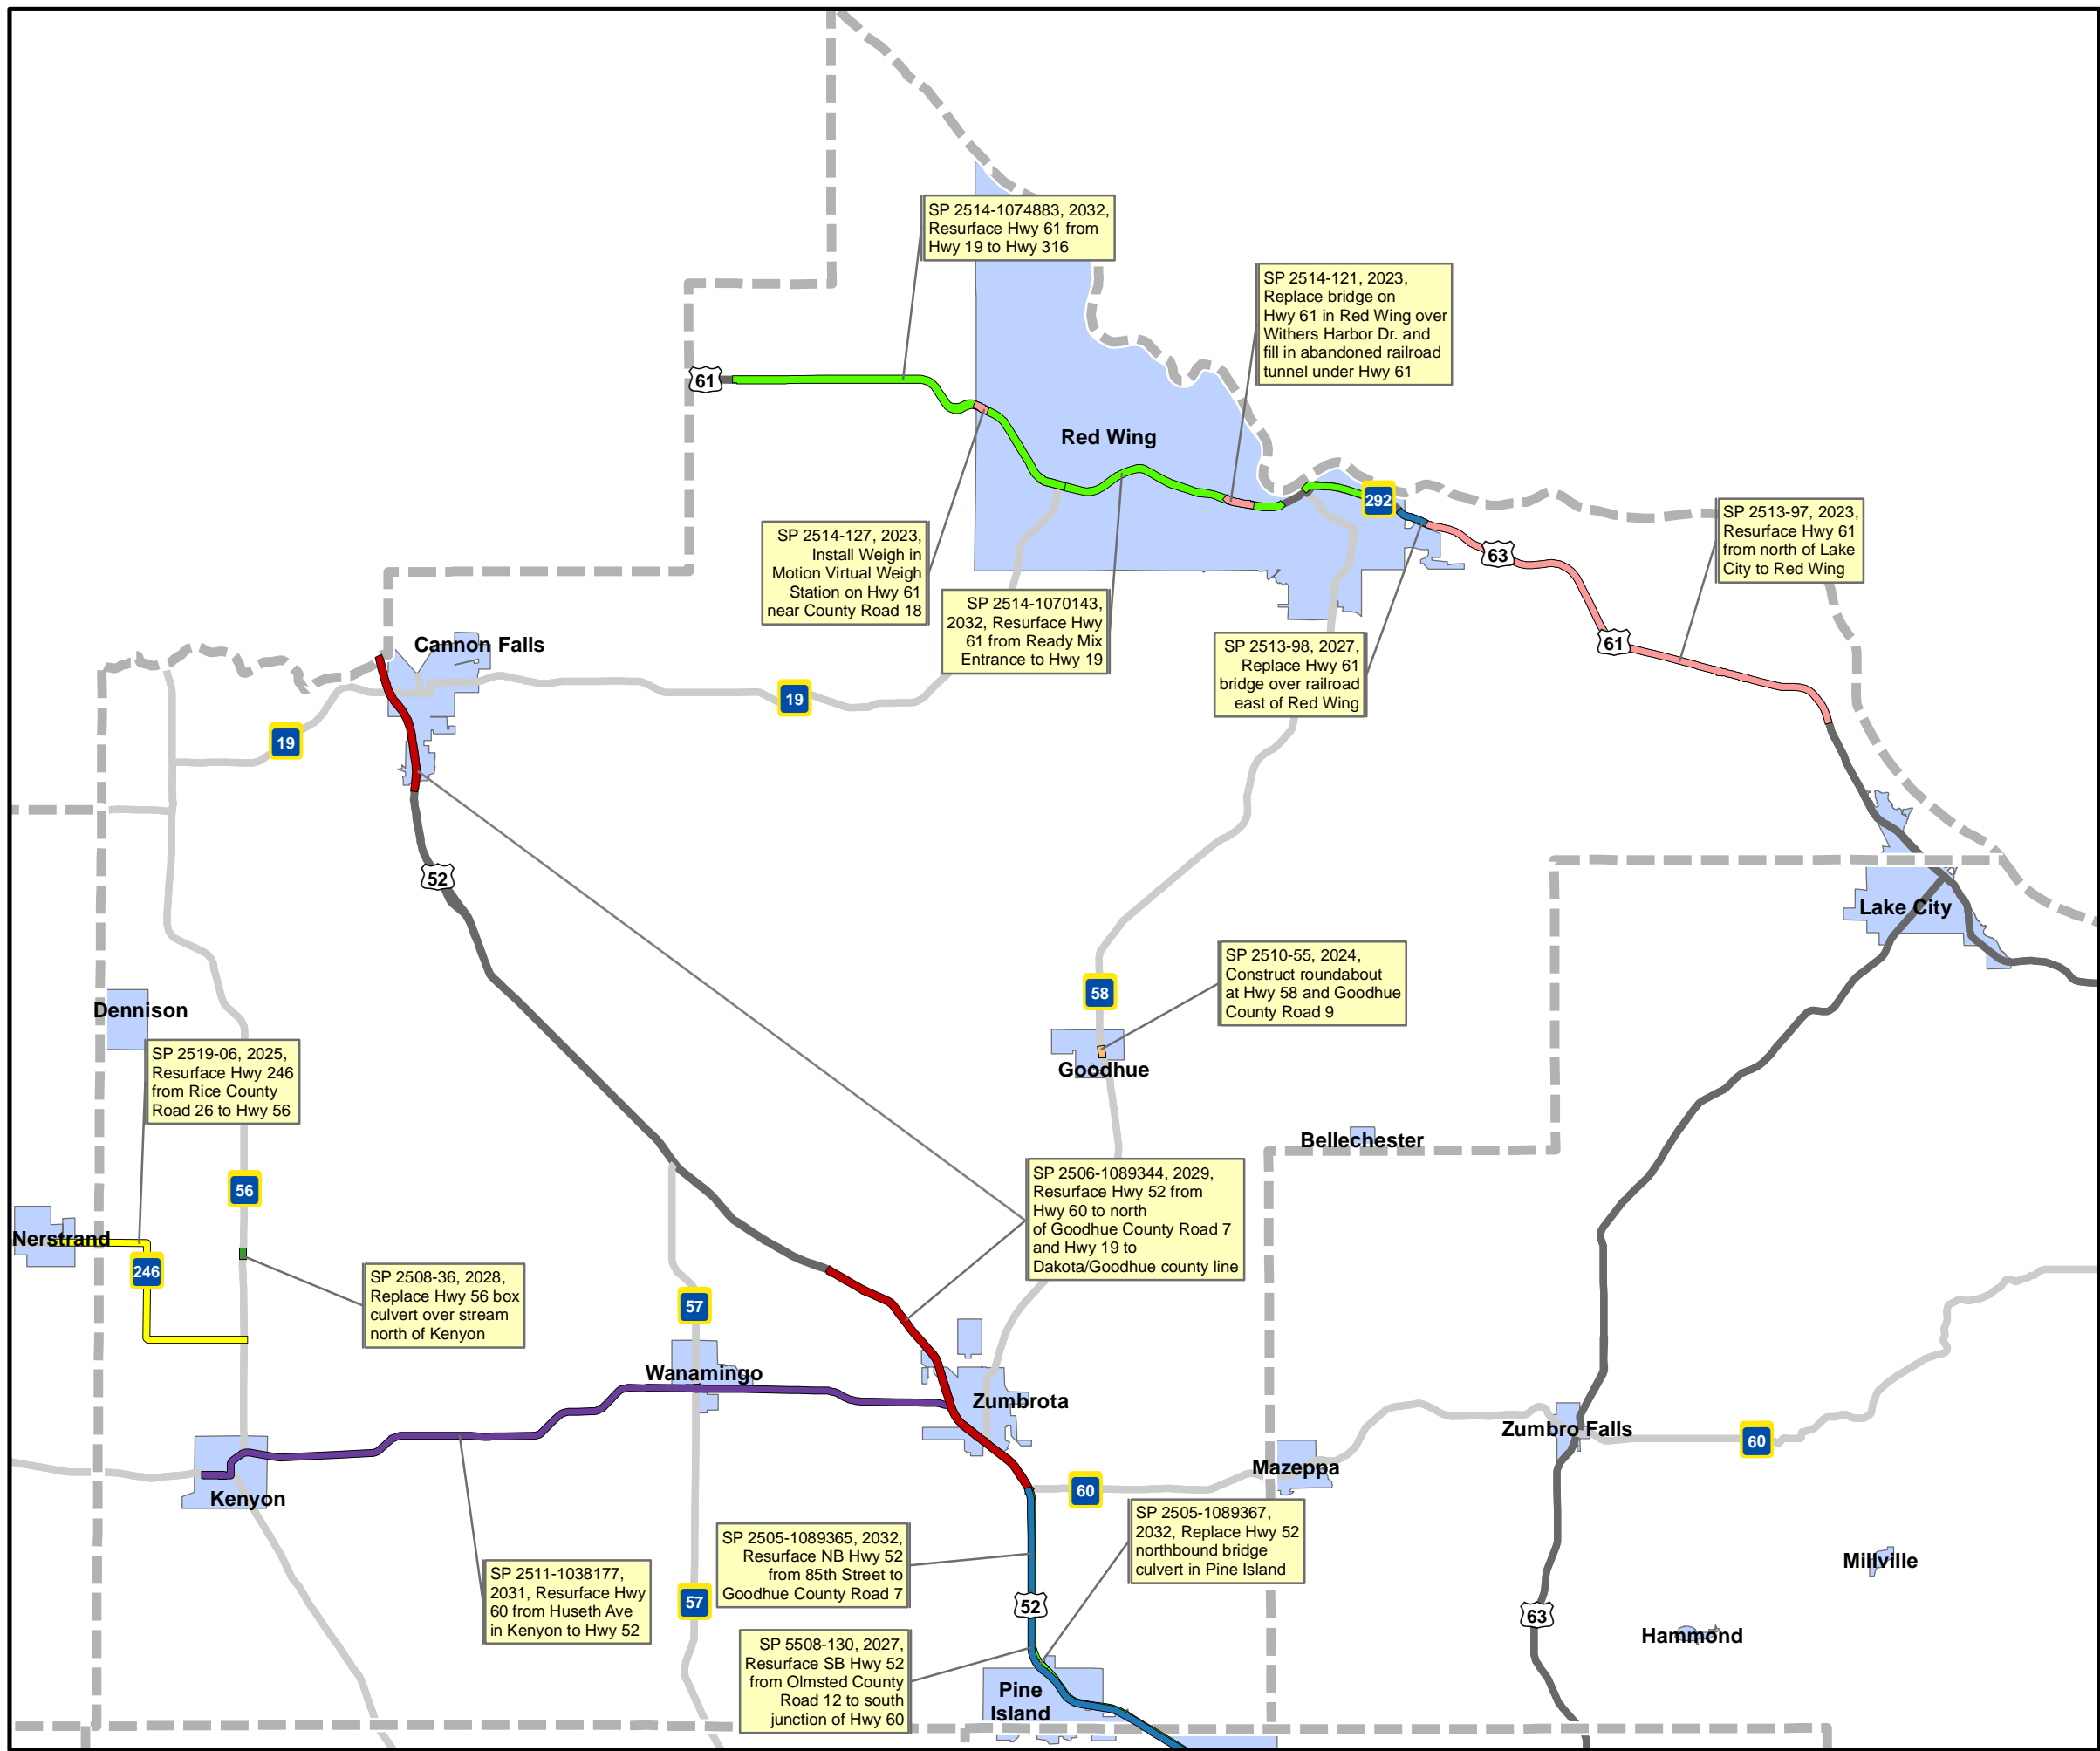 SP 2514-1074883, 2032,
Resurface Hwy 61 from
Hwy 19 to Hwy 316
SP 2514-121, 2023,
Replace bridge on
Hwy 61 in Red Wing over
Withers Harbor Dr. and
fill in abandoned railroad
tunnel under Hwy 61
61
Red Wing
292
SP 2513-97, 2023,
Resurface Hwy 61
from north of Lake
City to Red Wing
63
SP 2514-127, 2023,
Install Weigh in
Motion Virtual Weigh
Station on Hwy 61
near County Road 18
SP 2514-1070143,
2032, Resurface Hwy
61 from Ready Mix
Entrance to Hwy 19
SP 2513-98, 2027,
Replace Hwy 61
bridge over railroad
east of Red Wing
61
Cannon Falls
19
19
52
Lake City
SP 2510-55, 2024,
Construct roundabout
at Hwy 58 and Goodhue
County Road 9
58
Dennison
Goodhue
SP 2519-06, 2025,
Resurface Hwy 246
from Rice County
Road 26 to Hwy 56
Bellechester
56
SP 2506-1089344, 2029,
Resurface Hwy 52 from
Hwy 60 to north
of Goodhue County Road 7
and Hwy 19 to
Dakota/Goodhue county line
Nerstrand
246
SP 2508-36, 2028,
Replace Hwy 56 box
culvert over stream
north of Kenyon
57
Wanamingo
Zumbrota
Zumbro Falls
60
Mazeppa
Kenyon
60
SP 2505-1089367,
2032, Replace Hwy 52
northbound bridge
culvert in Pine Island
SP 2505-1089365, 2032,
Resurface NB Hwy 52
from 85th Street to
Goodhue County Road 7
Millville
SP 2511-1038177,
2031, Resurface Hwy
60 from Huseth Ave
in Kenyon to Hwy 52
57
52
63
Hammond
SP 5508-130, 2027,
Resurface SB Hwy 52
from Olmsted County
Road 12 to south
junction of Hwy 60
Pine
Island